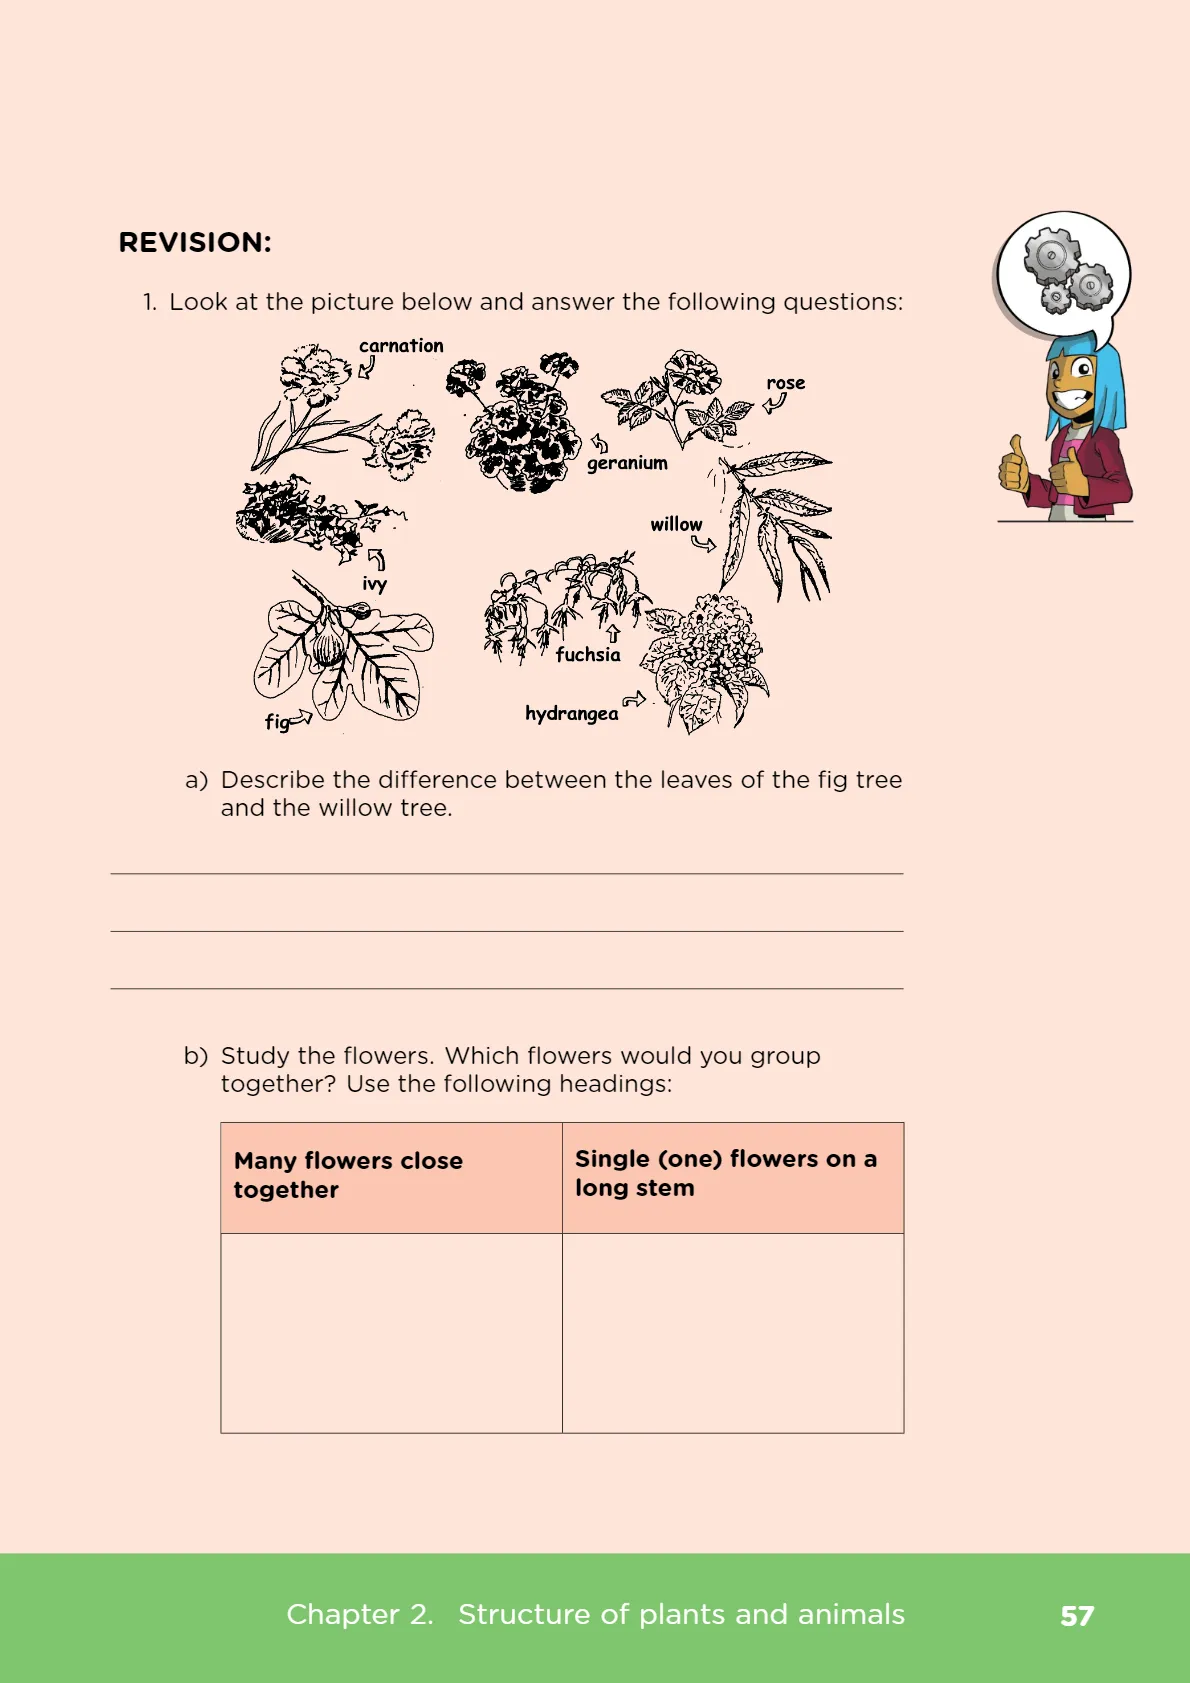 REVISION:
1. Look at the picture below and answer the following questions:
carnation
rose
geranium
willow
ivy
fuchsia
hydrangea
fig
a) Describe the difference between the leaves of the fig tree
and the willow tree.
b) Study the flowers. Which flowers would you group
together? Use the following headings:
Many flowers close
together
Single (one) flowers on a
long stem
Chapter 2. Structure of plants and animals
57